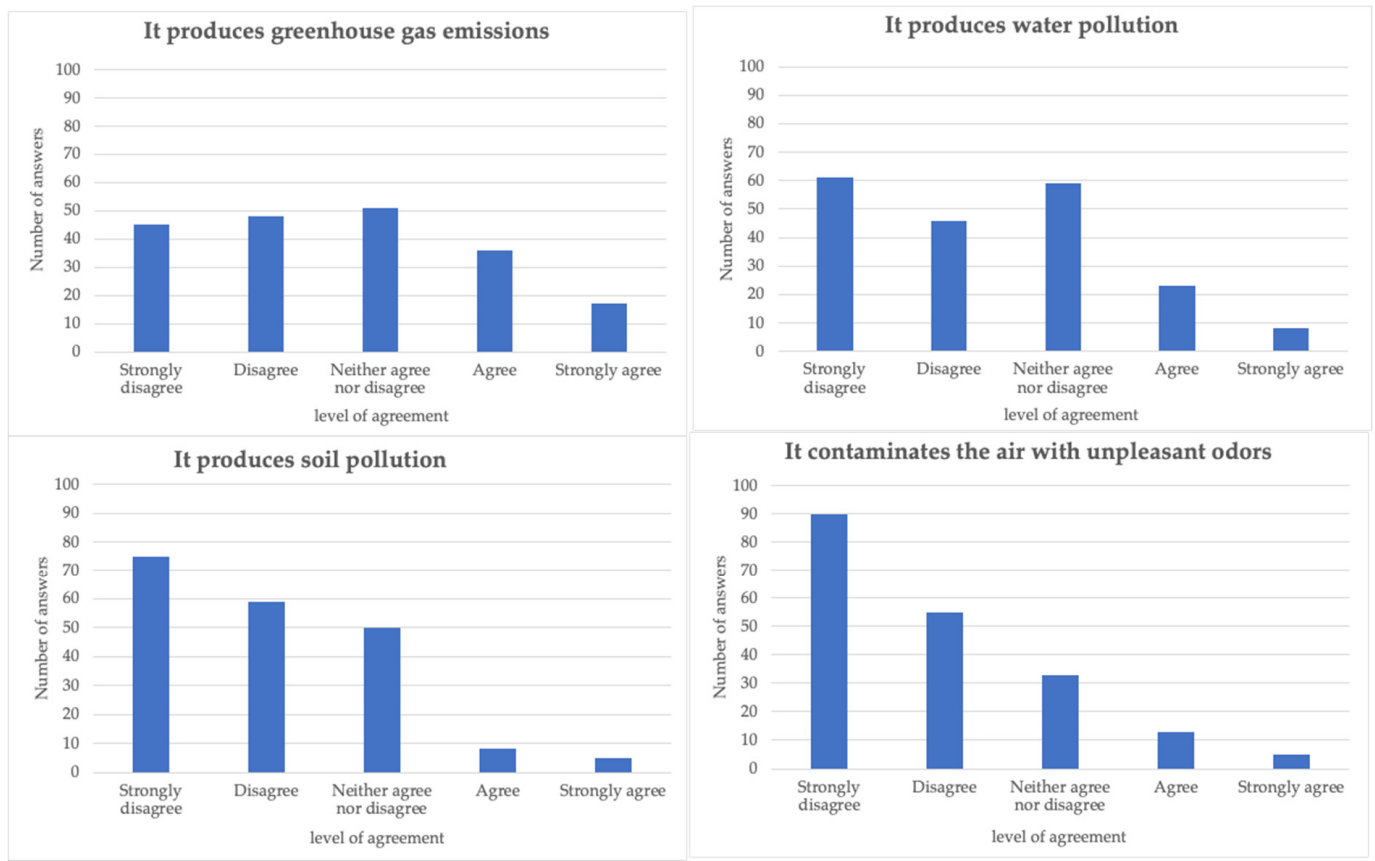 It produces greenhouse gas emissions
100
90
80
70
60
50
40
30
20
10
0
Number of answers
Strongly disagree
Disagree
Neither agree nor disagree
Agree
Strongly agree
level of agreement
It produces water pollution
100
90
80
70
60
50
40
30
20
10
0
Number of answers
Strongly disagree
Disagree
Neither agree nor disagree
Agree
Strongly agree
level of agreement
It produces soil pollution
100
90
80
70
60
50
40
30
20
10
0
Number of answers
Strongly disagree
Disagree
Neither agree nor disagree
Agree
Strongly agree
level of agreement
It contaminates the air with unpleasant odors
100
90
80
70
60
50
40
30
20
10
0
Number of answers
Strongly disagree
Disagree
Neither agree nor disagree
Agree
Strongly agree
level of agreement